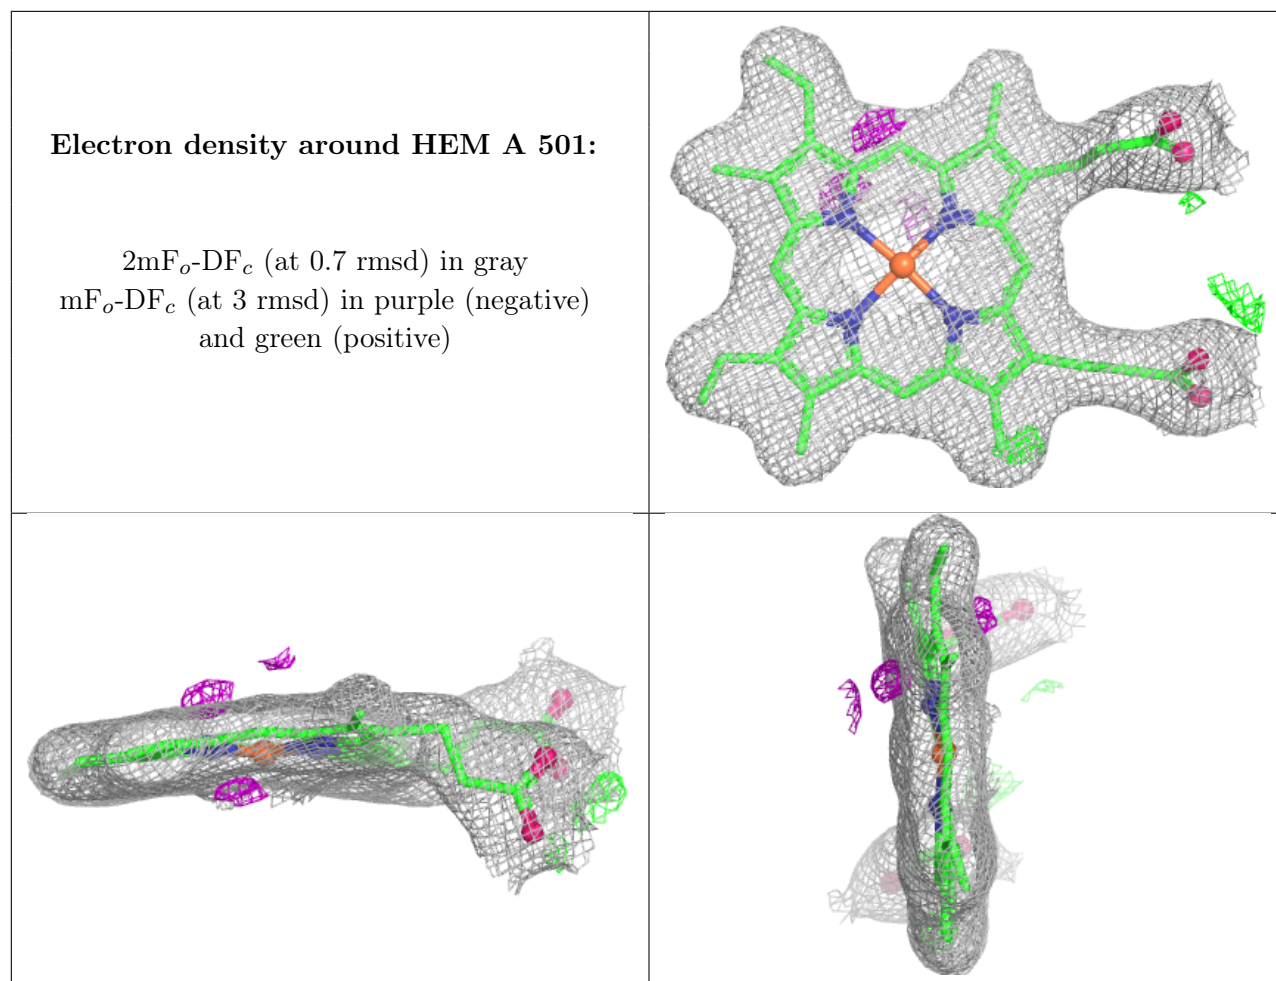 Electron density around HEM A 501:
2mFo-DFc (at 0.7 rmsd) in gray
mFo-DFc (at 3 rmsd) in purple (negative)
and green (positive)